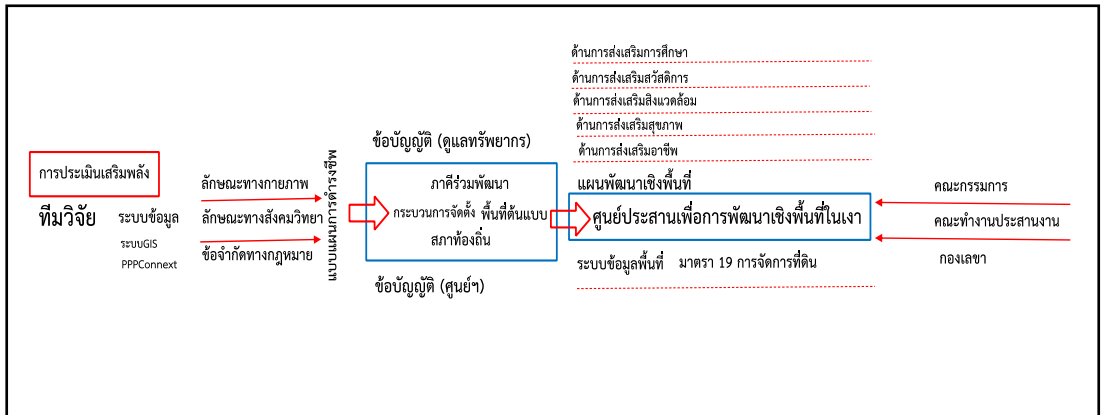 การประเมินเสริมพลัง
ทีมวิจัย
ระบบข้อมูล
ระบบGIS
PPPConnext
ลักษณะทางกายภาพ
ลักษณะทางสังคมวิทยา
ข้อจำกัดทางกฎหมาย
แบบแผนการดำรงชีพ
ข้อบัญญัติ (ดูแลทรัพยากร)
ภาคีร่วมพัฒนา
กระบวนการจัดตั้ง พื้นที่ต้นแบบ
สภาท้องถิ่น
ข้อบัญญัติ (ศูนย์ฯ)
ด้านการส่งเสริมการศึกษา
ด้านการส่งเสริมสวัสดิการ
ด้านการส่งเสริมสิ่งแวดล้อม
ด้านการส่งเสริมสุขภาพ
ด้านการส่งเสริมอาชีพ
แผนพัฒนาเชิงพื้นที่
ศูนย์ประสานเพื่อการพัฒนาเชิงพื้นที่ในเงา
ระบบข้อมูลพื้นที่ มาตรา 19 การจัดการที่ดิน
คณะกรรมการ
คณะทำงานประสานงาน
กองเลขา